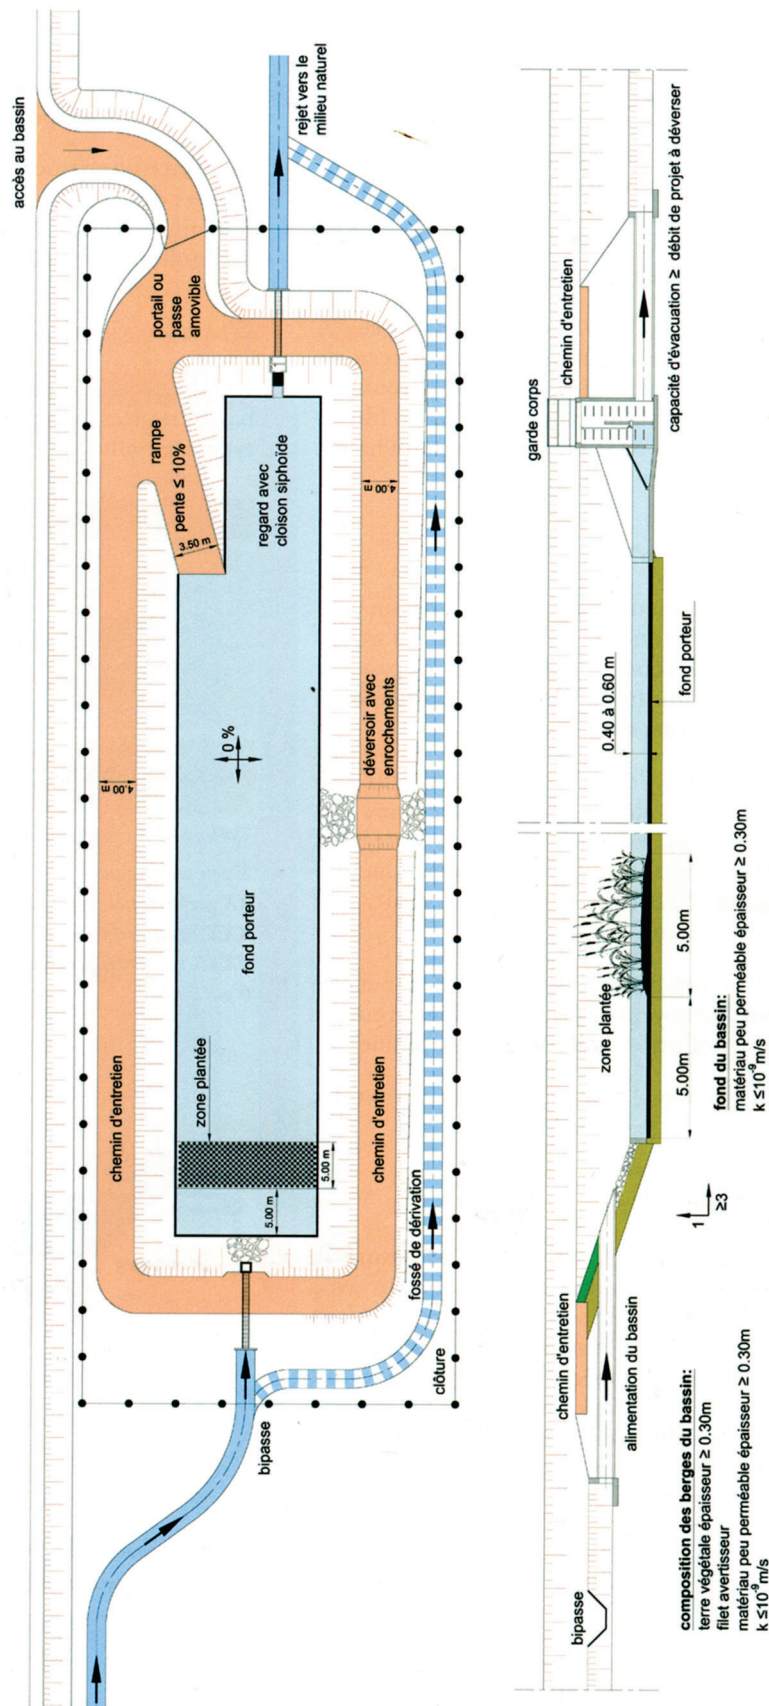 accès au bassin
rejet vers le
milieu naturel
portail ou
passe
amovible
rampe
pente ≤ 10%
3.50 m
regard avec
cloison siphoïde
4.00
m
4.00
m
0 %
déversoir avec
enrochements
fond porteur
chemin d'entretien
zone plantée
5.00 m
5.00 m
chemin d'entretien
fossé de dérivation
clôture
bipasse
garde corps
chemin d'entretien
capacité d'évacuation ≥ débit de projet à déverser
0.40 à 0.60 m
fond porteur
zone plantée
5.00m
5.00m
fond du bassin:
matériau peu perméable épaisseur ≥ 0.30m
k ≤10⁻⁹m/s
1
≥3
chemin d'entretien
alimentation du bassin
bipasse
composition des berges du bassin:
terre végétale épaisseur ≥ 0.30m
filet avertisseur
matériau peu perméable épaisseur ≥ 0.30m
k ≤10⁻⁹m/s